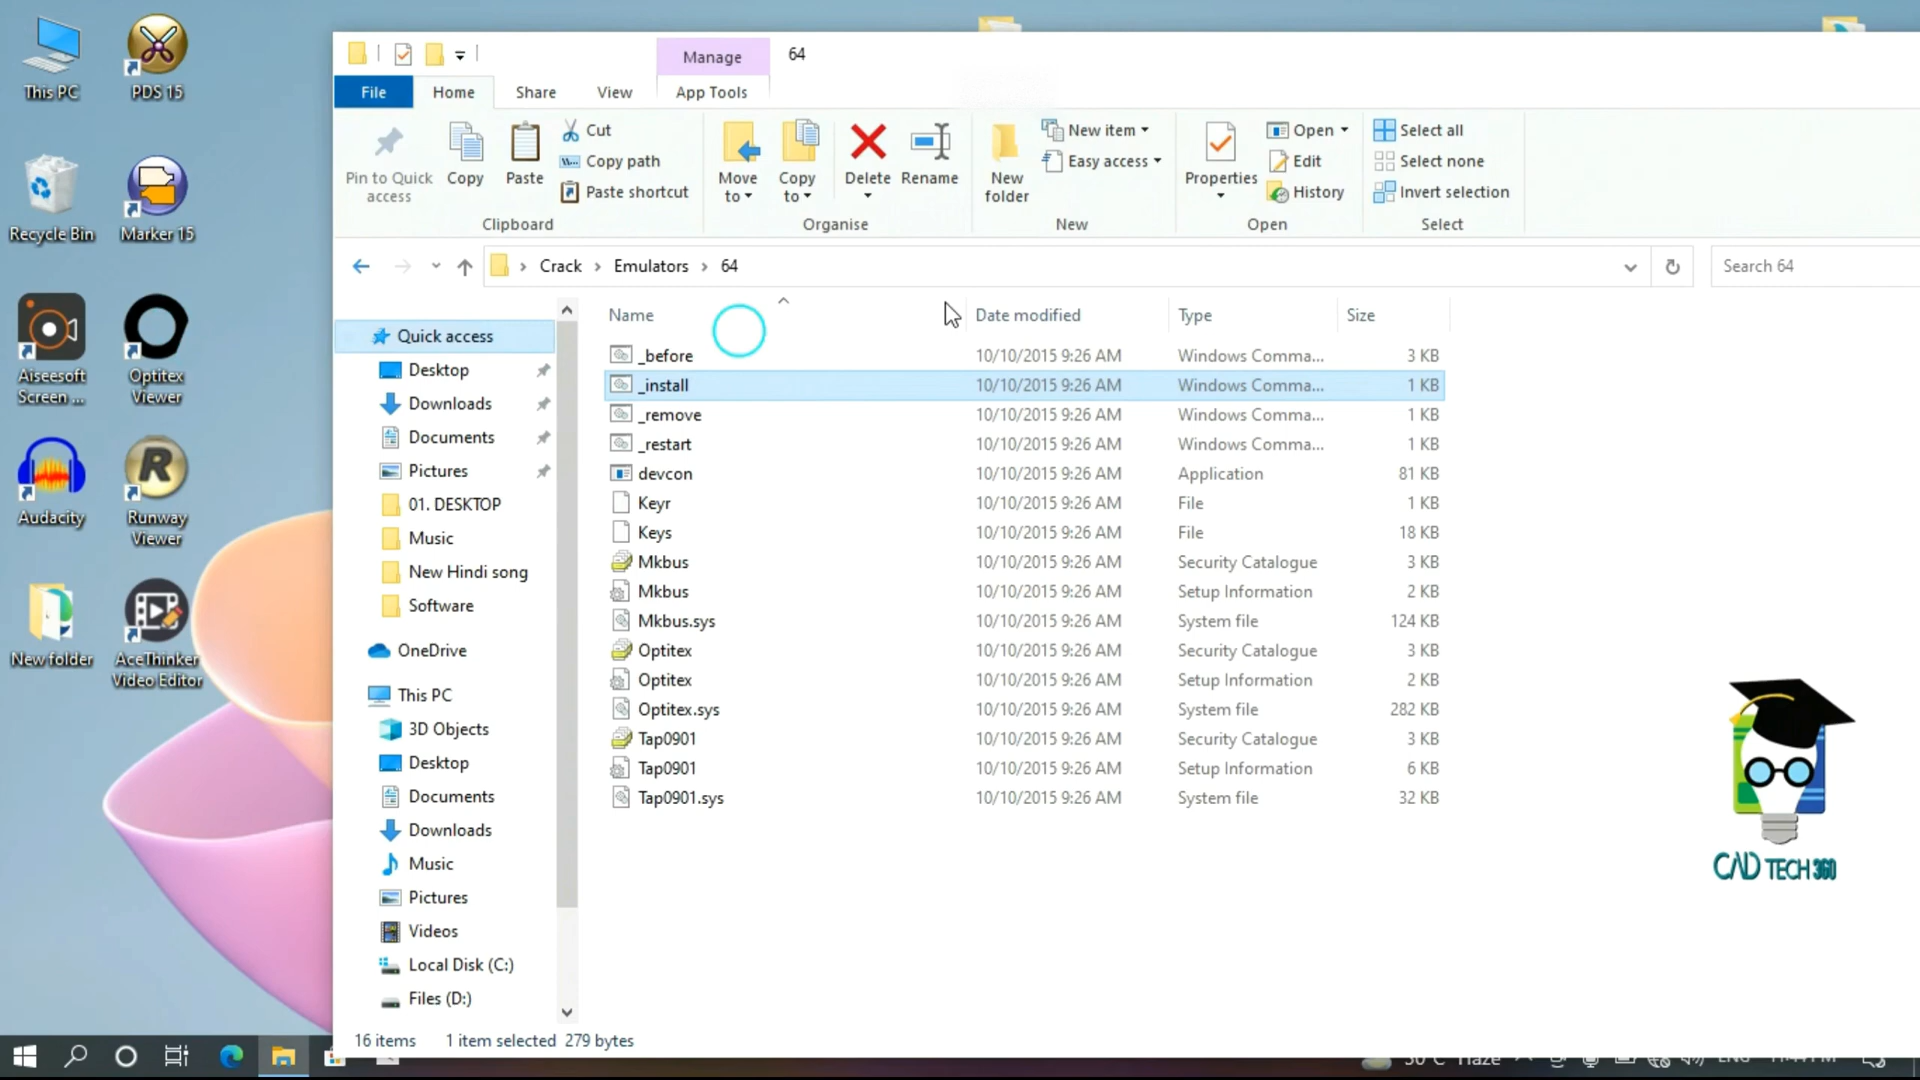 This PC
PDS 15
Recycle Bin
Marker 15
Aiseesoft
Screen ...
Optitex
Viewer
Audacity
Runway
Viewer
New folder
AceThinker
Video Editor
Manage
64
File
Home
Share
View
App Tools
Pin to Quick
access
Copy
Paste
Cut
Copy path
Paste shortcut
Clipboard
Move
to
Copy
to
Delete
Rename
Organise
New
folder
New item
Easy access
New
Properties
Open
Edit
History
Open
Select all
Select none
Invert selection
Select
Crack > Emulators > 64
Search 64
Quick access
Desktop
Downloads
Documents
Pictures
01. DESKTOP
Music
New Hindi song
Software
OneDrive
This PC
3D Objects
Desktop
Documents
Downloads
Music
Pictures
Videos
Local Disk (C:)
Files (D:)
Name Date modified Type Size
_before 10/10/2015 9:26 AM Windows Comma... 3 KB
_install 10/10/2015 9:26 AM Windows Comma... 1 KB
_remove 10/10/2015 9:26 AM Windows Comma... 1 KB
_restart 10/10/2015 9:26 AM Windows Comma... 1 KB
devcon 10/10/2015 9:26 AM Application 81 KB
Keyr 10/10/2015 9:26 AM File 1 KB
Keys 10/10/2015 9:26 AM File 18 KB
Mkbus 10/10/2015 9:26 AM Security Catalogue 3 KB
Mkbus 10/10/2015 9:26 AM Setup Information 2 KB
Mkbus.sys 10/10/2015 9:26 AM System file 124 KB
Optitex 10/10/2015 9:26 AM Security Catalogue 3 KB
Optitex 10/10/2015 9:26 AM Setup Information 2 KB
Optitex.sys 10/10/2015 9:26 AM System file 282 KB
Tap0901 10/10/2015 9:26 AM Security Catalogue 3 KB
Tap0901 10/10/2015 9:26 AM Setup Information 6 KB
Tap0901.sys 10/10/2015 9:26 AM System file 32 KB
CAD TECH 360
16 items 1 item selected 279 bytes
30°C Haze
ENG